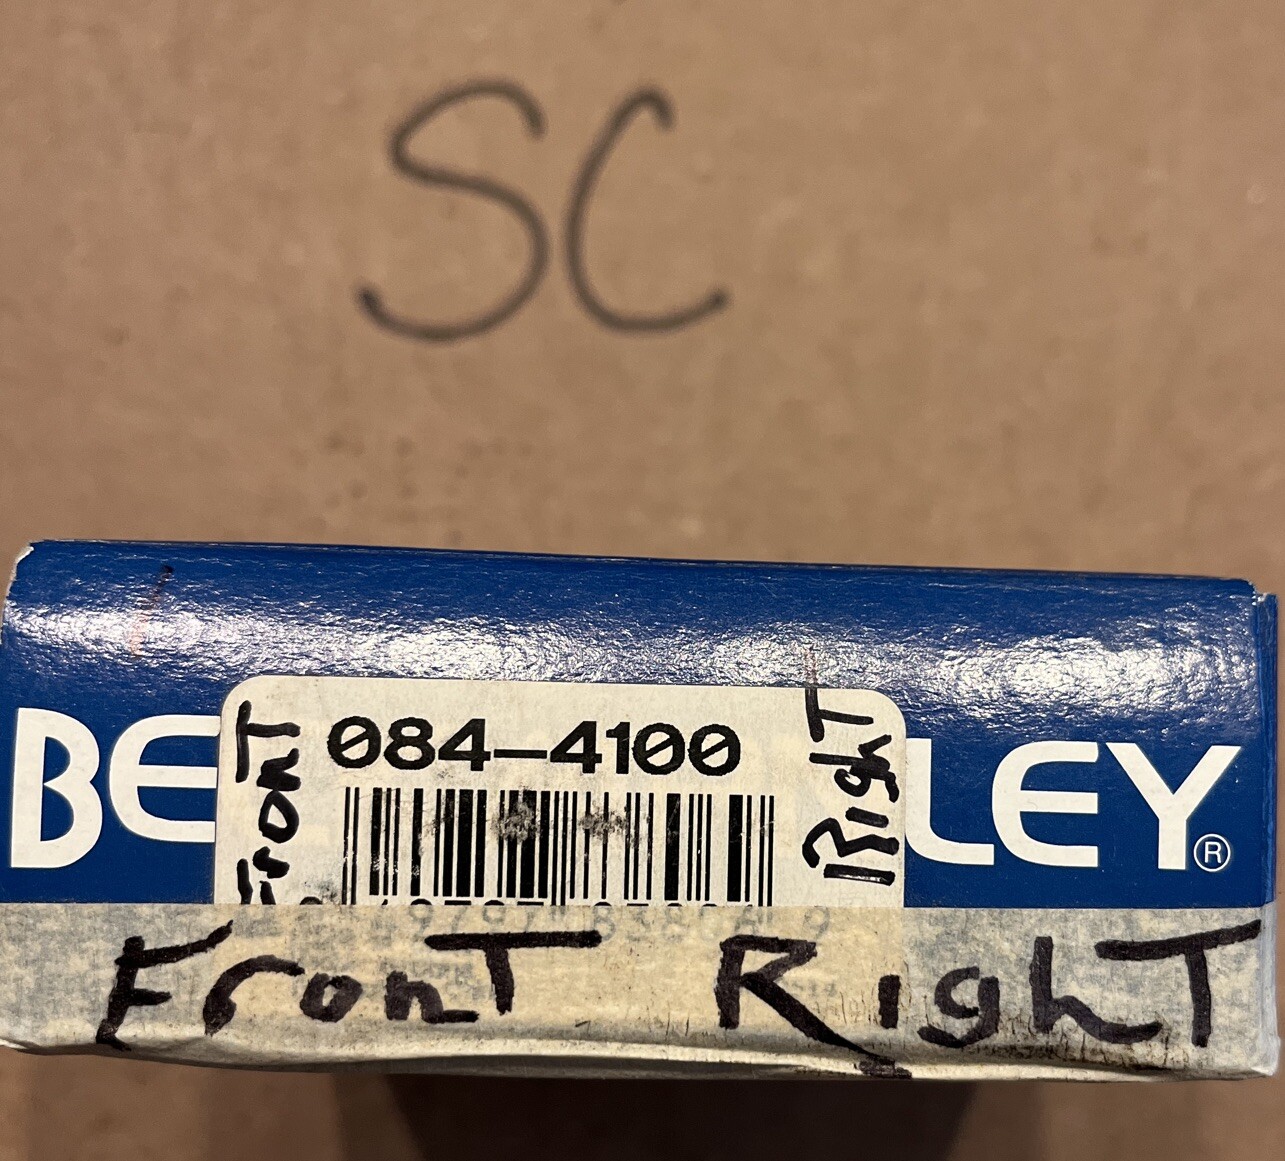 SC
BE LEY®
FronT
084-4100
RighT
FronT RighT